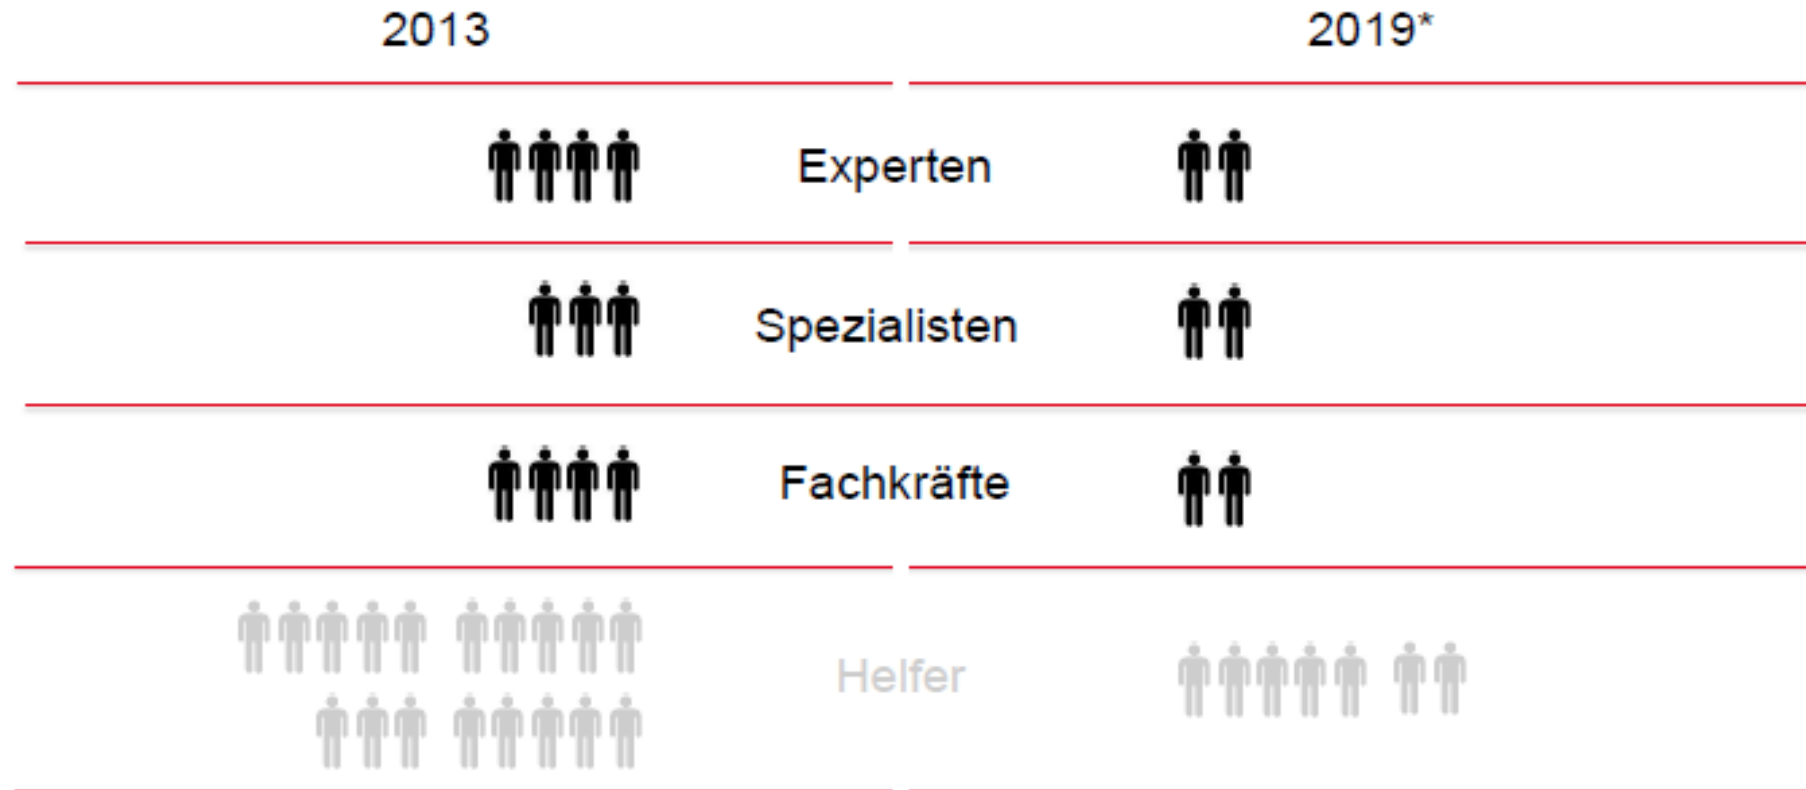 2013
2019*
Experten
Spezialisten
Fachkräfte
Helfer